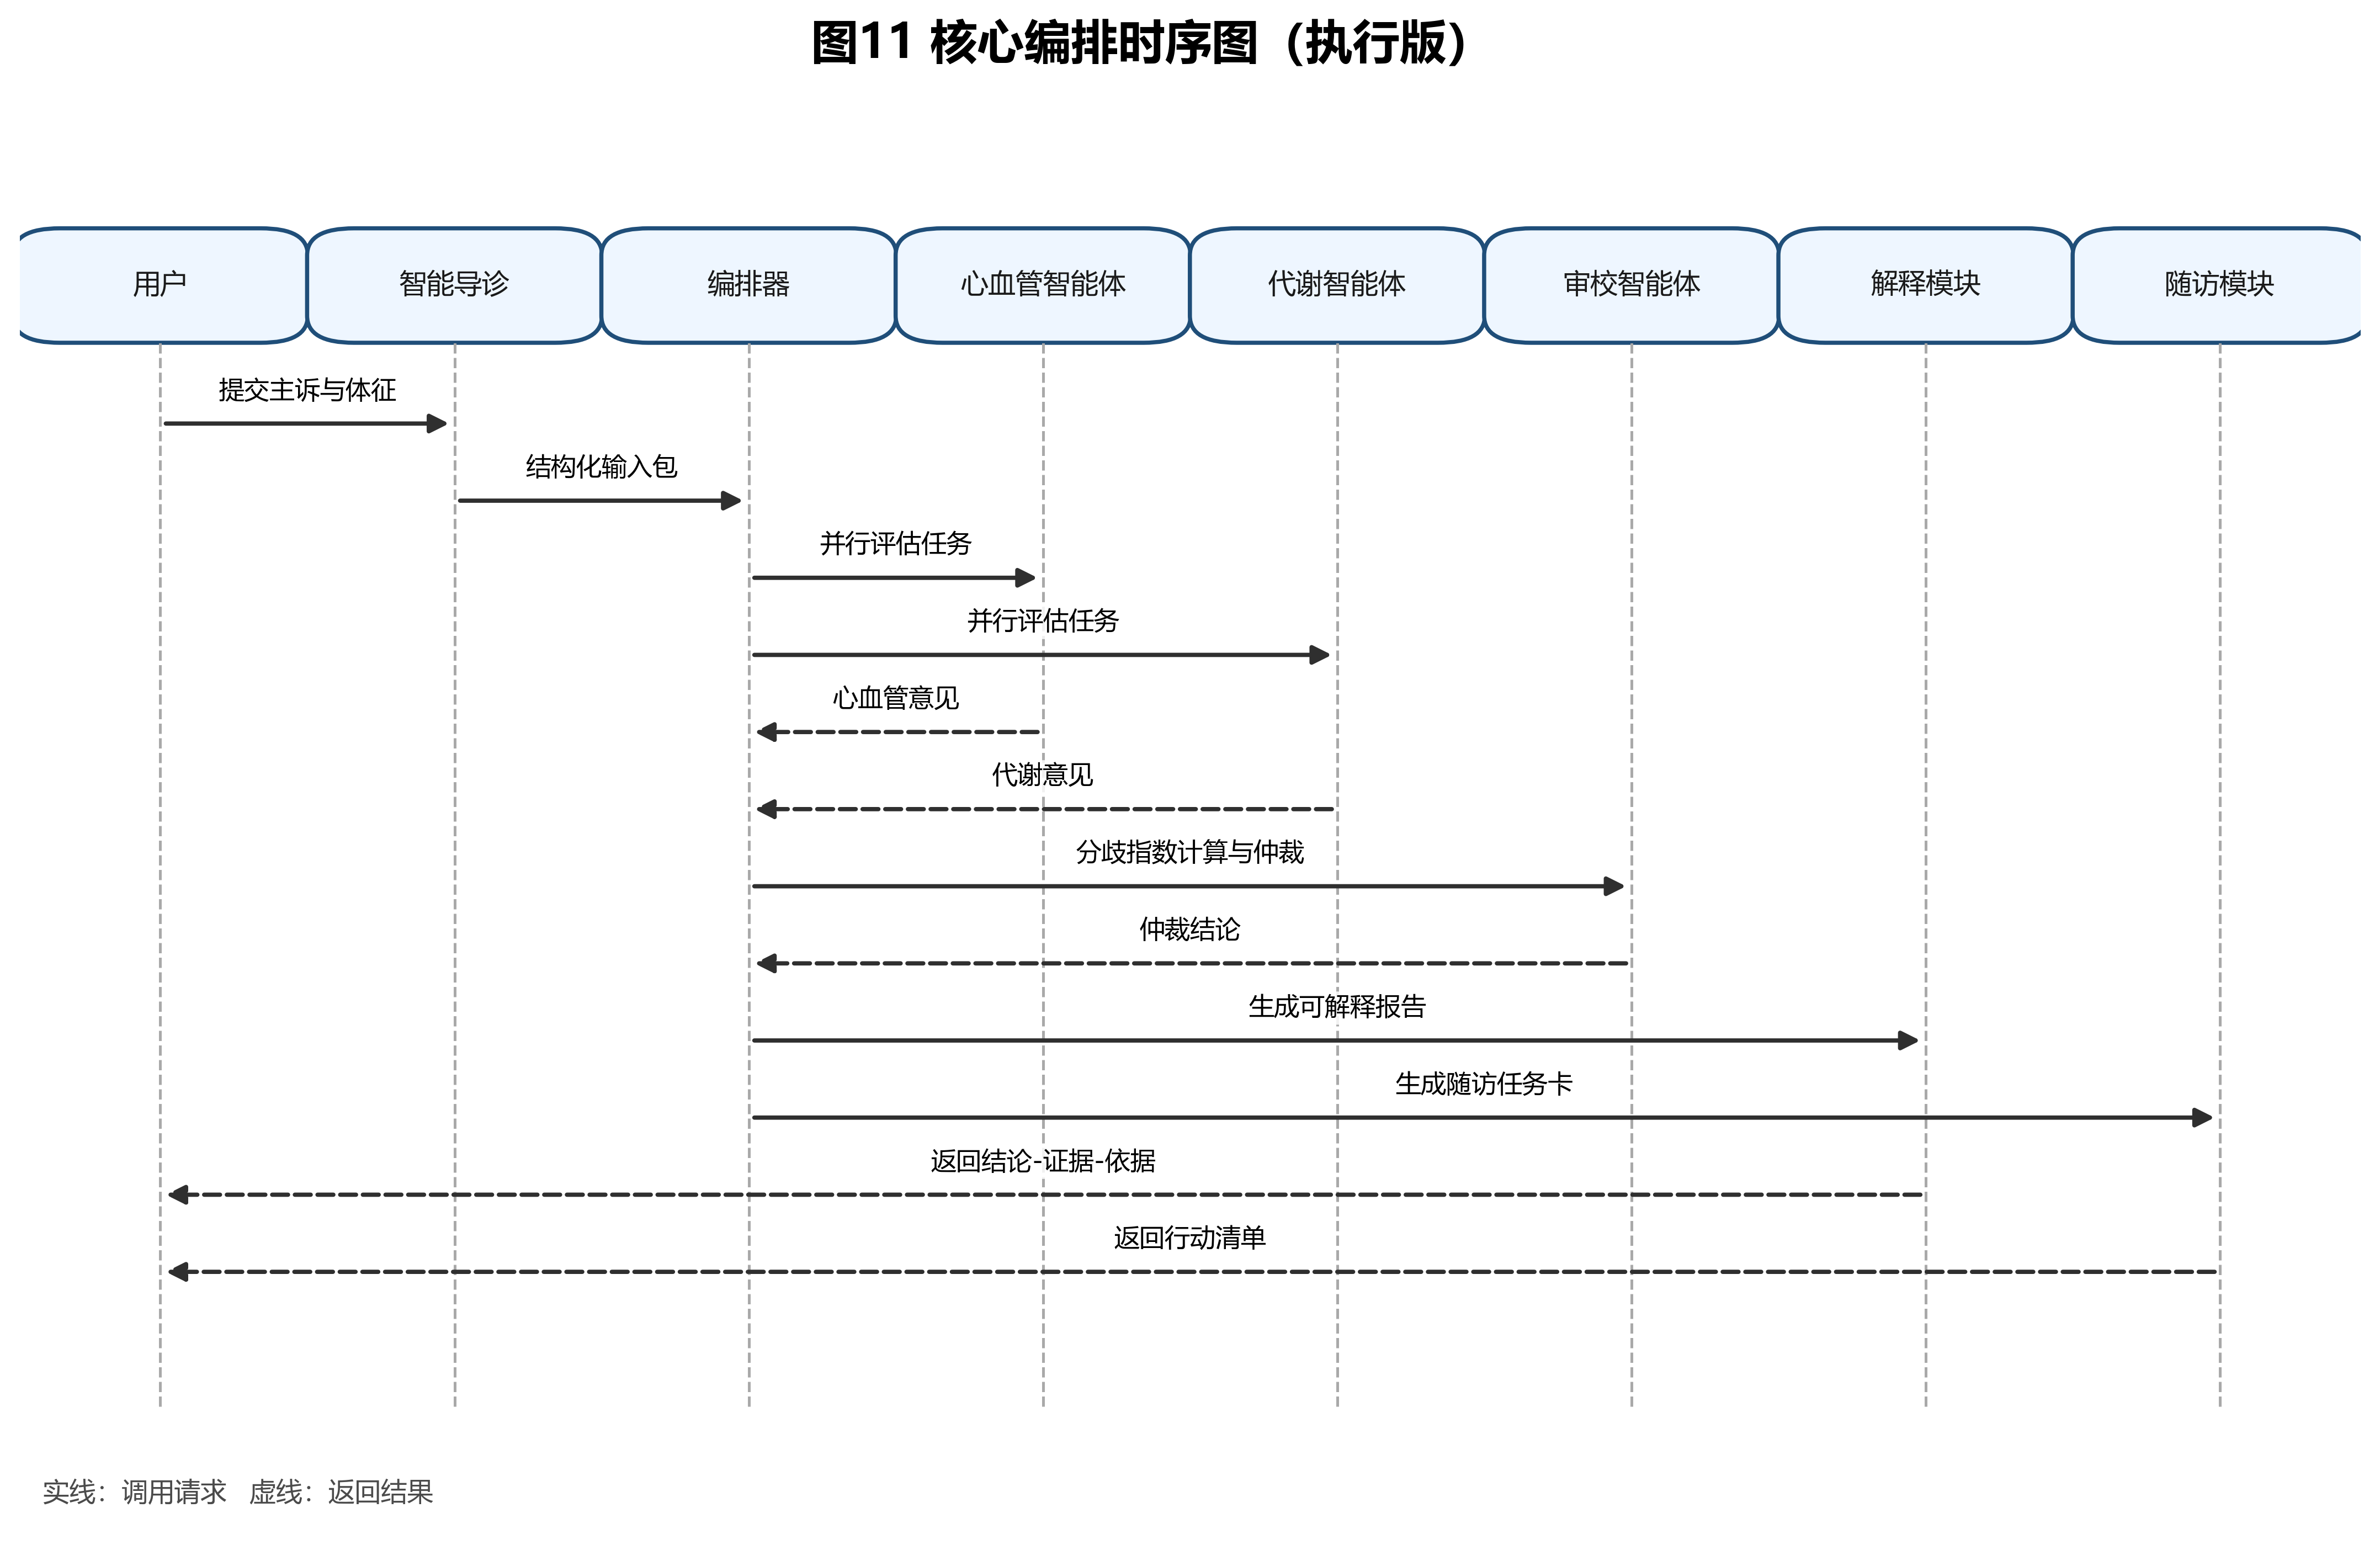 图11 核心编排时序图（执行版）
用户
智能导诊
编排器
心血管智能体
代谢智能体
审校智能体
解释模块
随访模块
提交主诉与体征
结构化输入包
并行评估任务
并行评估任务
心血管意见
代谢意见
分歧指数计算与仲裁
仲裁结论
生成可解释报告
生成随访任务卡
返回结论-证据-依据
返回行动清单
实线：调用请求 虚线：返回结果